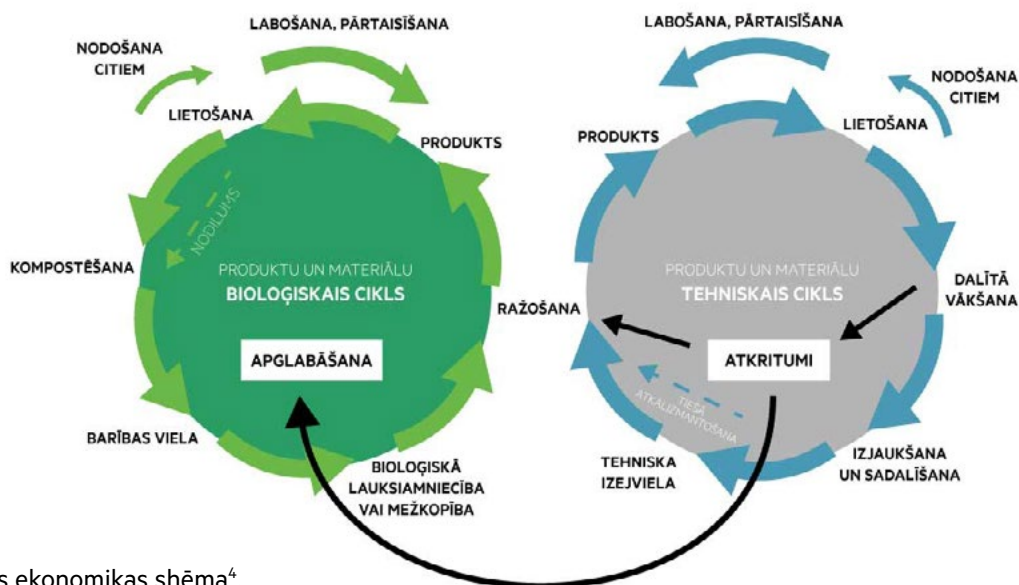 LABOŠANA, PĀRTAISĪŠANA
NODOŠANA
CITIEM
LIETOŠANA
PRODUKTS
NODILUMS
KOMPOSTĒŠANA
PRODUKTU UN MATERIĀLU
BIOLOĢISKAIS CIKLS
APGLABĀŠANA
BARĪBAS VIELA
BIOLOĢISKĀ
LAUKSIAMNIECĪBA
VAI MEŽKOPĪBA
RAŽOŠANA
LABOŠANA, PĀRTAISĪŠANA
NODOŠANA
CITIEM
PRODUKTS
LIETOŠANA
PRODUKTU UN MATERIĀLU
TEHNISKAIS CIKLS
DALĪTĀ
VĀKŠANA
ATKRITUMI
TIEŠĀ
ATKALIZMANTOŠANA
TEHNISKA
IZEJVIELA
IZJAUKŠANA
UN SADALĪŠANA
s ekonomikas shēma⁴